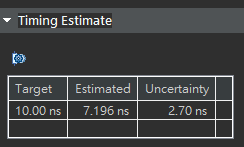 Timing Estimate
Target Estimated Uncertainty
10.00 ns 7.196 ns 2.70 ns